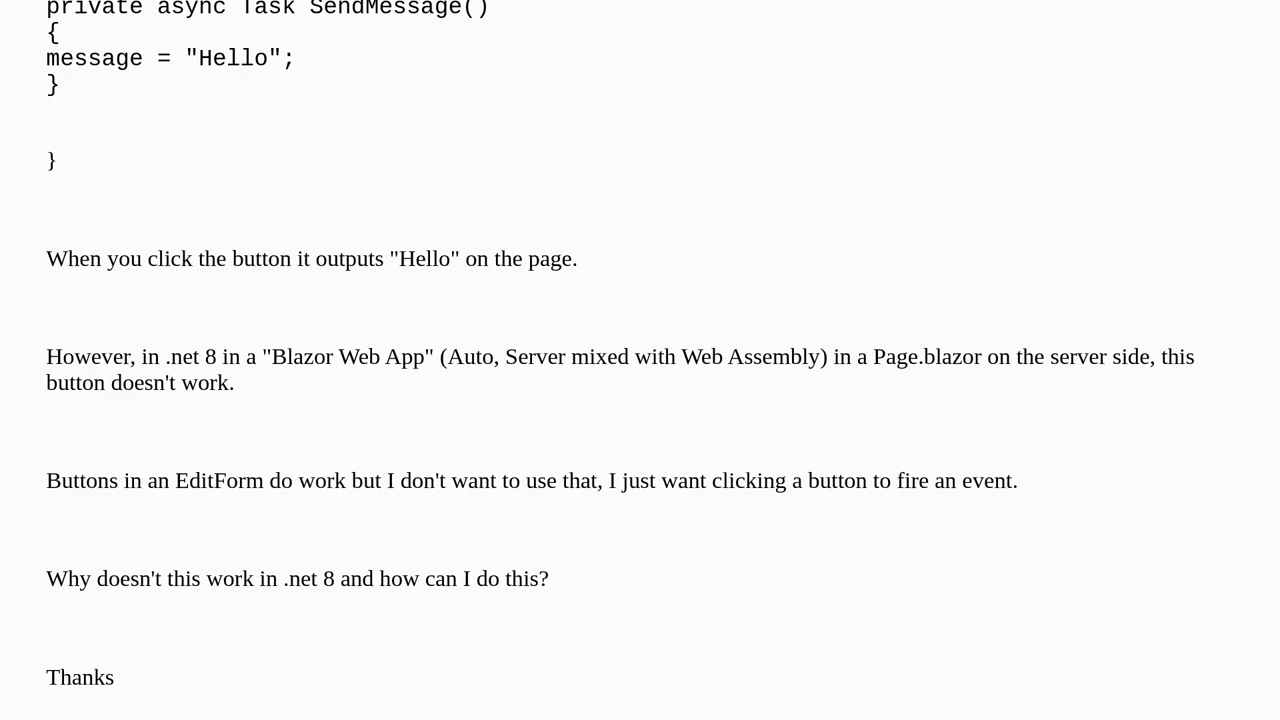 private async Task SendMessage()
{
message = "Hello";
}
}
When you click the button it outputs "Hello" on the page.
However, in .net 8 in a "Blazor Web App" (Auto, Server mixed with Web Assembly) in a Page.blazor on the server side, this
button doesn't work.
Buttons in an EditForm do work but I don't want to use that, I just want clicking a button to fire an event.
Why doesn't this work in .net 8 and how can I do this?
Thanks